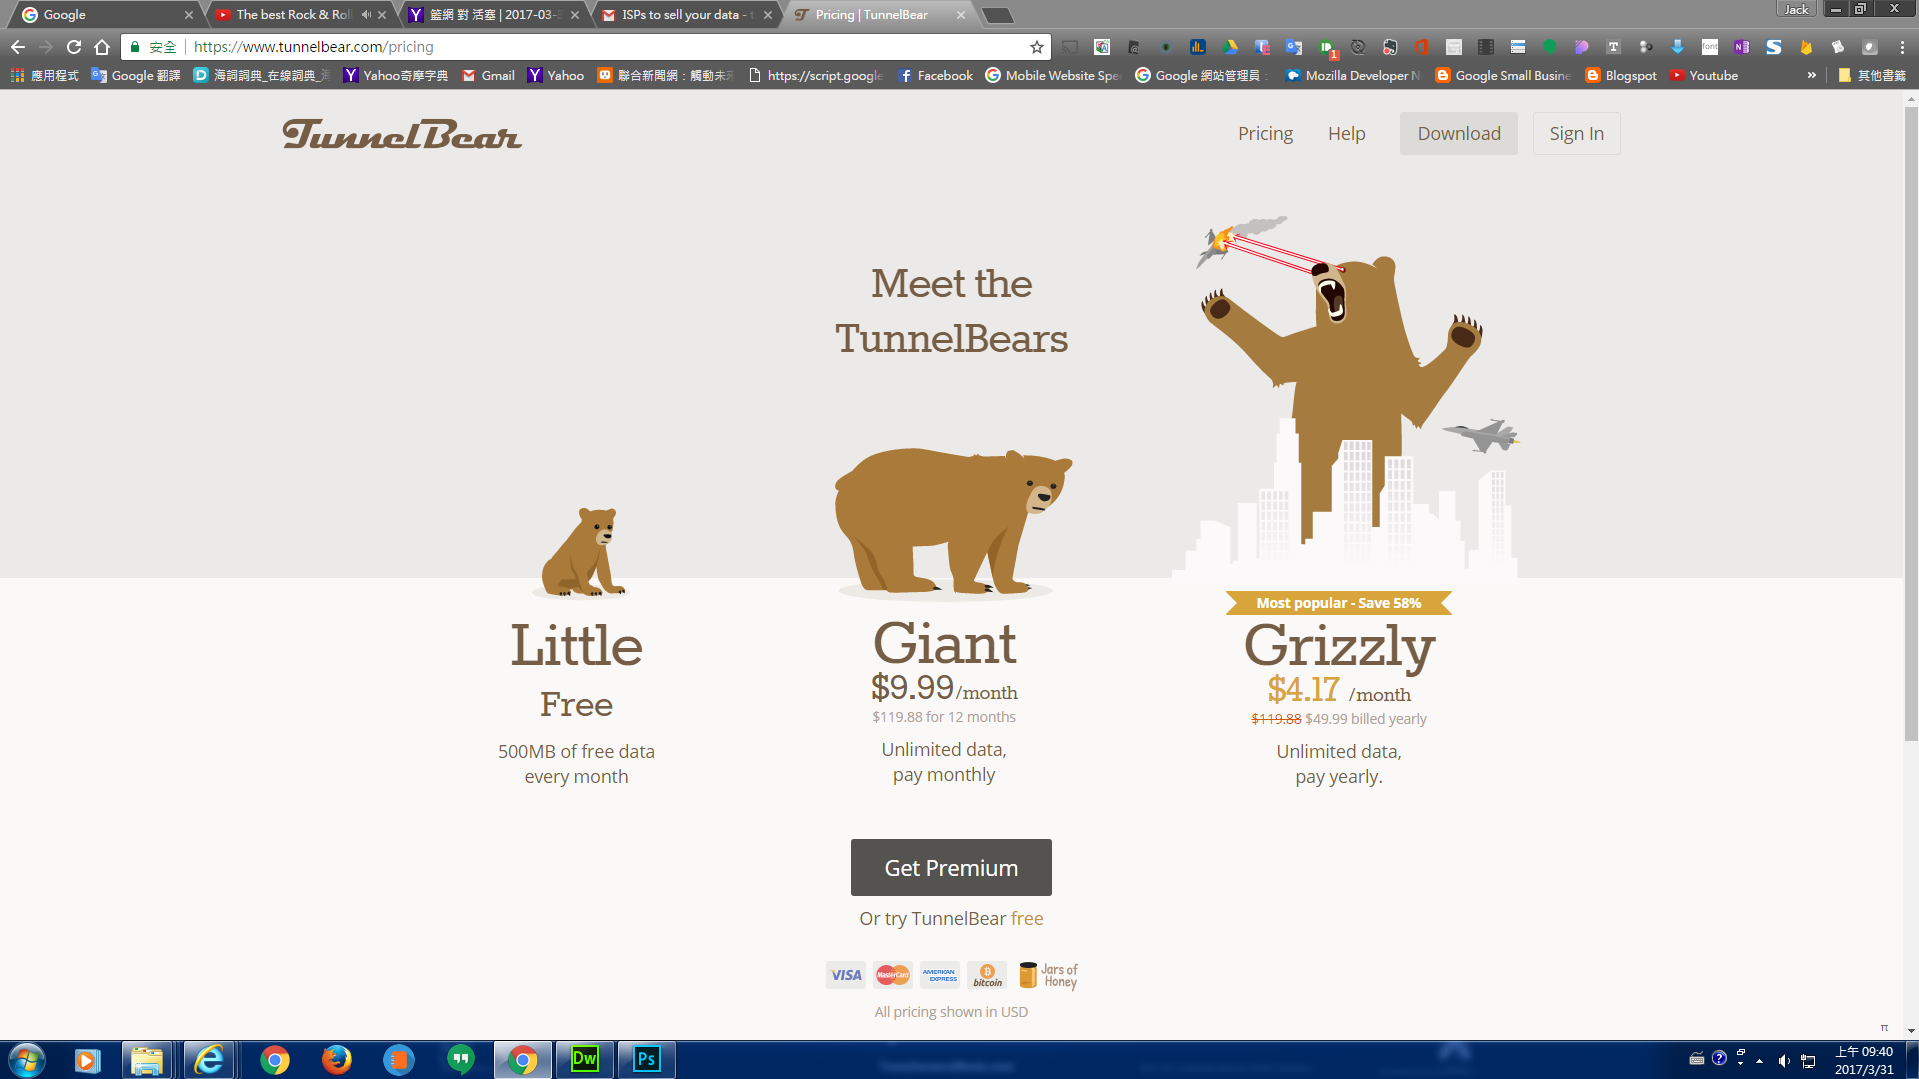 Google
The best Rock & Rol
籃網 對 活塞 | 2017-03-3
ISPs to sell your data - t
Pricing | TunnelBear
Jack
安全
https://www.tunnelbear.com/pricing
應用程式
Google 翻譯
海詞詞典_在線詞典_海
Yahoo奇摩字典
Gmail
Yahoo
聯合新聞網：觸動未來
https://script.google
Facebook
Mobile Website Spe
Google 網站管理員：
Mozilla Developer N
Google Small Busine
Blogspot
Youtube
»
其他書籤
TunnelBear
Pricing
Help
Download
Sign In
Meet the
TunnelBears
Little
Free
500MB of free data
every month
Giant
$9.99/month
$119.88 for 12 months
Unlimited data,
pay monthly
Most popular - Save 58%
Grizzly
$4.17 /month
$119.88 $49.99 billed yearly
Unlimited data,
pay yearly.
Get Premium
Or try TunnelBear free
VISA
MasterCard
AMERICAN EXPRESS
bitcoin
Jars of
Honey
All pricing shown in USD
π
Dw
Ps
上午 09:40
2017/3/31